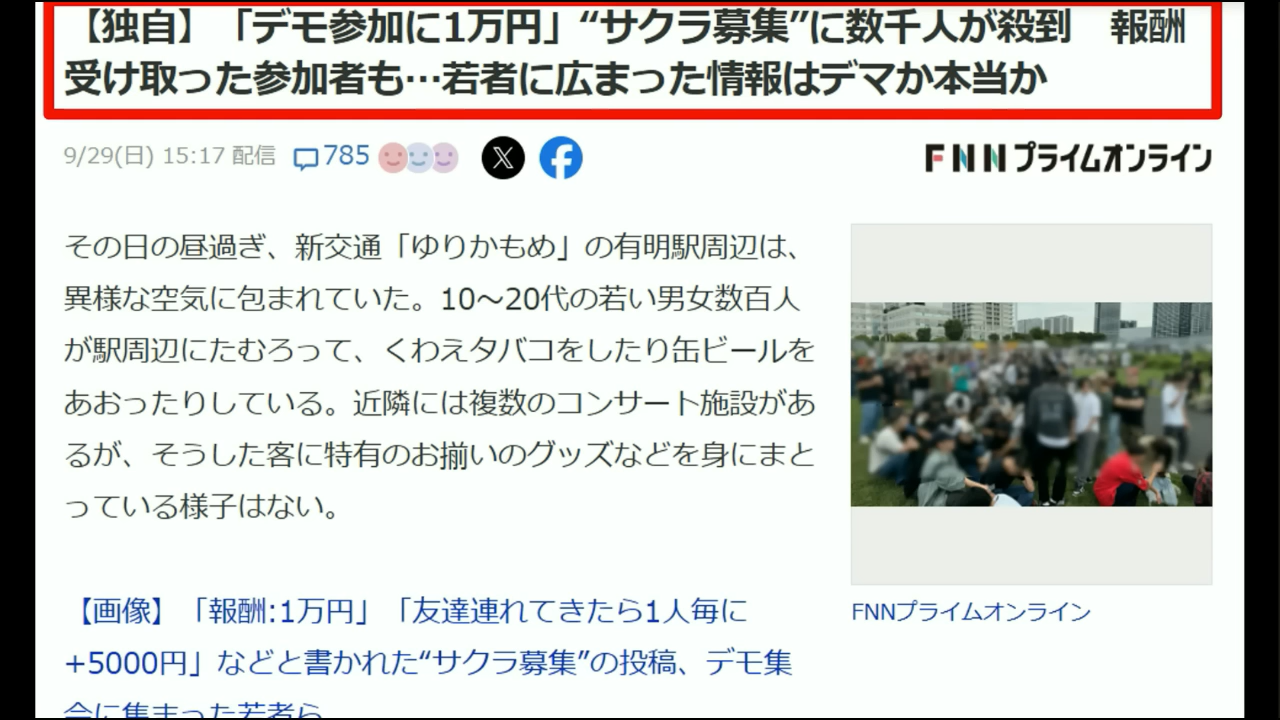 【独自】「デモ参加に1万円」“サクラ募集”に数千人が殺到　報酬
受け取った参加者も…若者に広まった情報はデマか本当か
9/29(日) 15:17 配信
785
FNNプライムオンライン
その日の昼過ぎ、新交通「ゆりかもめ」の有明駅周辺は、
異様な空気に包まれていた。10〜20代の若い男女数百人
が駅周辺にたむろって、くわえタバコをしたり缶ビールを
あおったりしている。近隣には複数のコンサート施設があ
るが、そうした客に特有のお揃いのグッズなどを身にまと
っている様子はない。
【画像】「報酬:1万円」「友達連れてきたら1人毎に
+5000円」などと書かれた“サクラ募集”の投稿、デモ集
会に集まった若者ら
FNNプライムオンライン